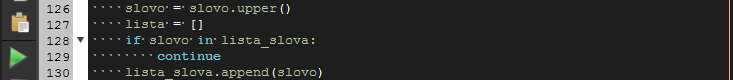 126 slovo = slovo.upper()
127 lista = []
128 if slovo in lista_slova:
129 continue
130 lista_slova.append(slovo)